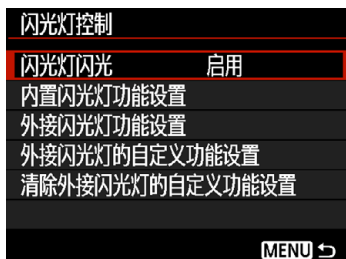 闪光灯控制
闪光灯闪光 启用
内置闪光灯功能设置
外接闪光灯功能设置
外接闪光灯的自定义功能设置
清除外接闪光灯的自定义功能设置
MENU